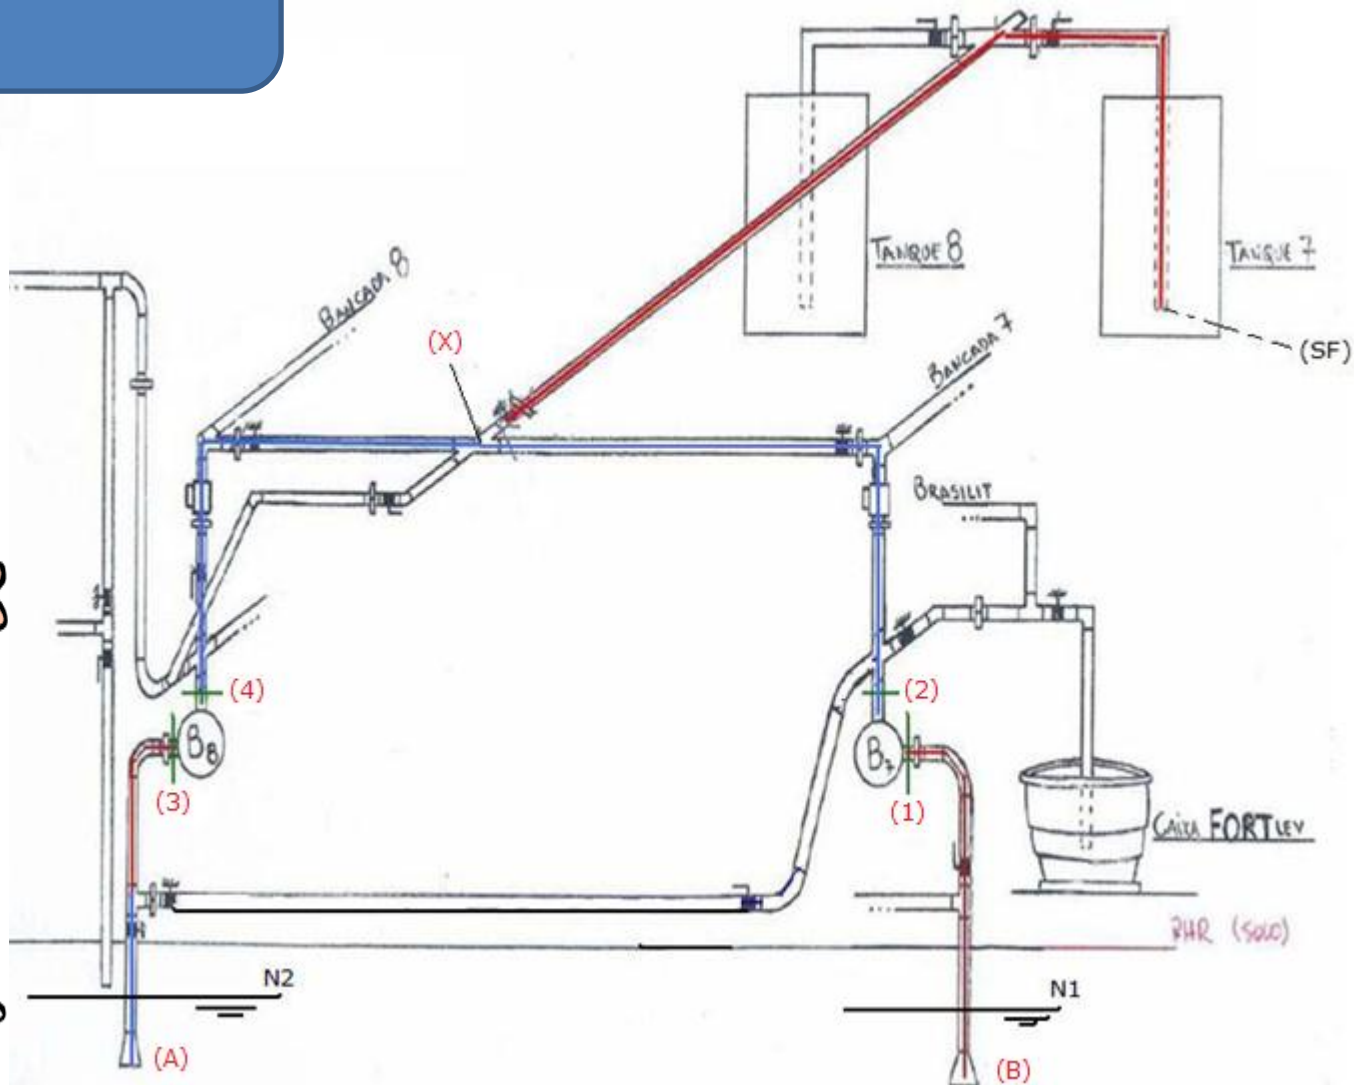 TANQUE 8
TANQUE 7
(SF)
BANCADA 8
(X)
BANCADA 7
BRASILIT
(4)
(2)
B8
B7
(3)
(1)
CAIXA FORTLEV
PHR (SOLO)
N2
N1
(A)
(B)